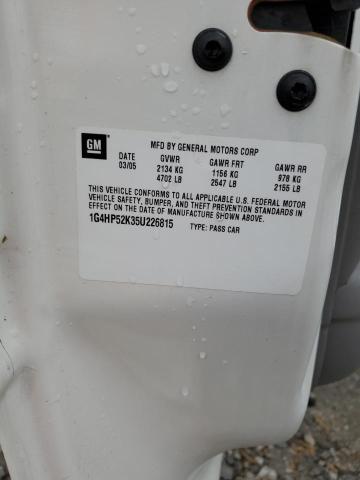 GM
MFD BY GENERAL MOTORS CORP
DATE GVWR GAWR FRT GAWR RR
03/05 2134 KG 1156 KG 978 KG
4702 LB 2547 LB 2155 LB
THIS VEHICLE CONFORMS TO ALL APPLICABLE U.S. FEDERAL MOTOR
VEHICLE SAFETY, BUMPER, AND THEFT PREVENTION STANDARDS IN
EFFECT ON THE DATE OF MANUFACTURE SHOWN ABOVE.
1G4HP52K35U226815 TYPE: PASS CAR